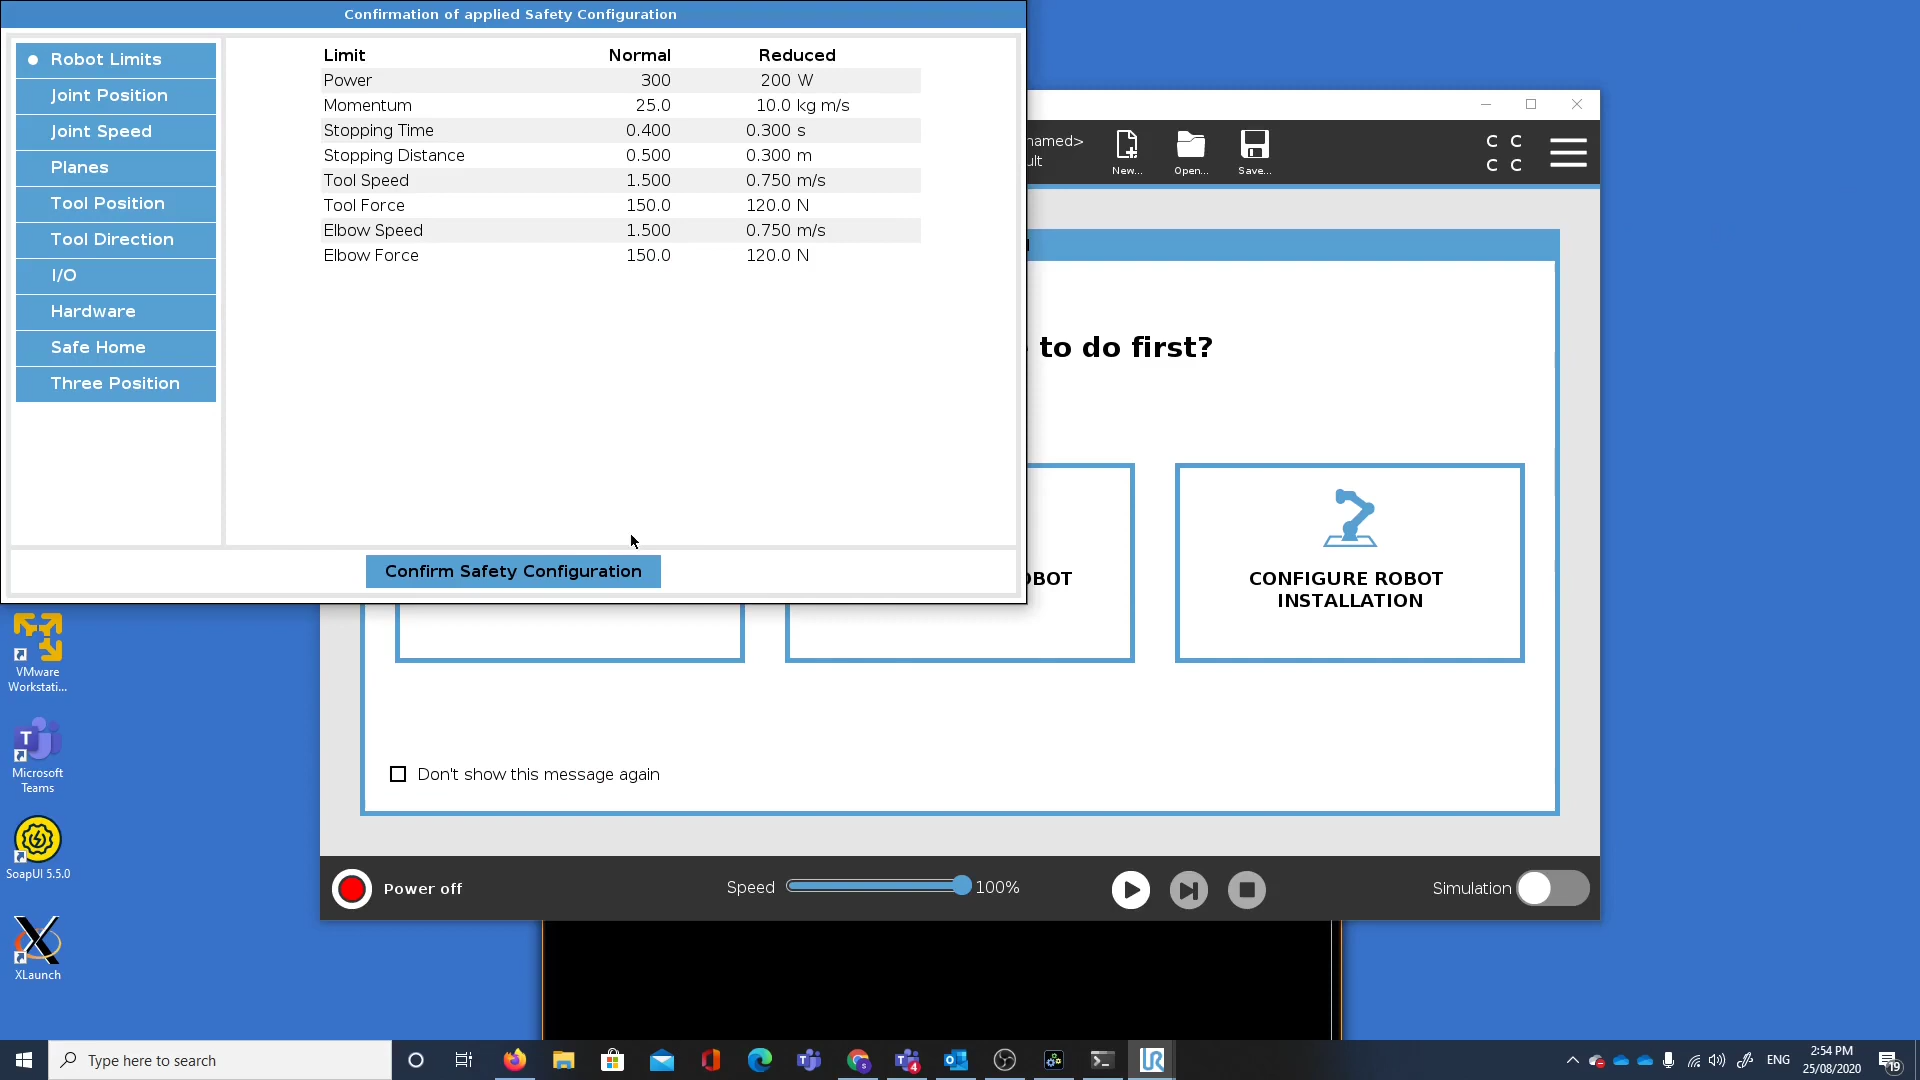 Confirmation of applied Safety Configuration
Robot Limits
Joint Position
Joint Speed
Planes
Tool Position
Tool Direction
I/O
Hardware
Safe Home
Three Position
Limit Normal Reduced
Power 300 200 W
Momentum 25.0 10.0 kg m/s
Stopping Time 0.400 0.300 s
Stopping Distance 0.500 0.300 m
Tool Speed 1.500 0.750 m/s
Tool Force 150.0 120.0 N
Elbow Speed 1.500 0.750 m/s
Elbow Force 150.0 120.0 N
Confirm Safety Configuration
named>
ult
New...
Open...
Save...
C C
C C
to do first?
OBOT
CONFIGURE ROBOT
INSTALLATION
Don't show this message again
Power off
Speed 100%
Simulation
VMware
Workstati...
Microsoft
Teams
SoapUI 5.5.0
XLaunch
Type here to search
4
ENG
2:54 PM
25/08/2020
19